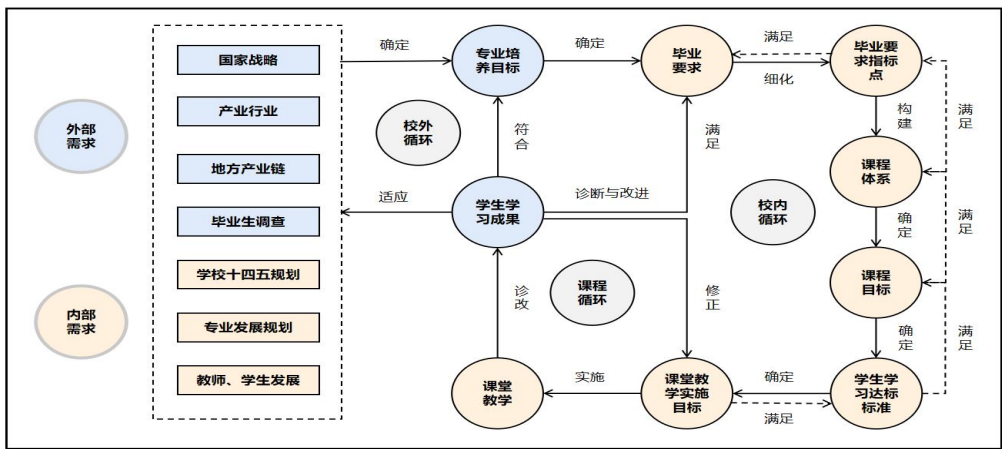 外部
需求
内部
需求
国家战略
产业行业
地方产业链
毕业生调查
学校十四五规划
专业发展规划
教师、学生发展
确定
适应
专业培
养目标
确定
毕业
要求
满足
细化
毕业要
求指标
点
校外
循环
符
合
满
足
构
建
满
足
学生学
习成果
诊断与改进
校内
循环
课程
体系
确
定
满
足
诊
改
课程
循环
修
正
课程
目标
确
定
满
足
课堂
教学
实施
课堂教
学实施
目标
确定
满足
学生学
习达标
标准